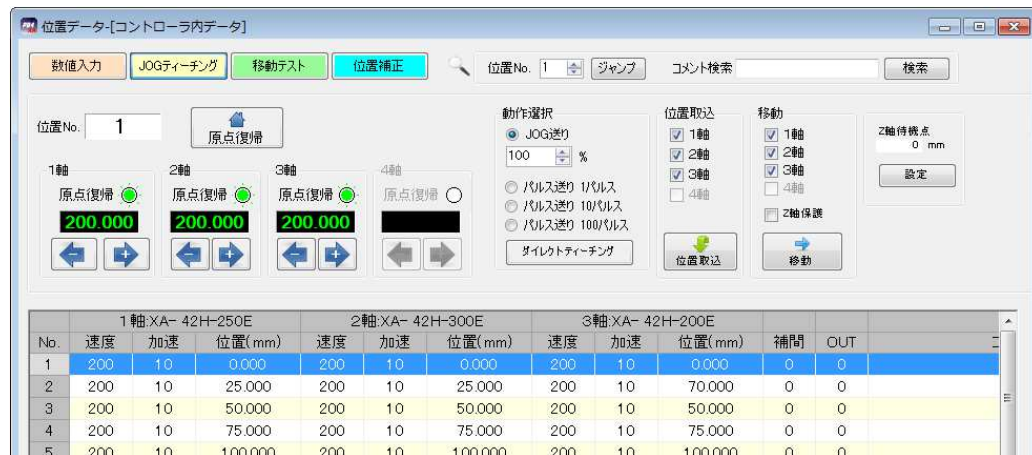 位置データ-[コントローラ内データ]
数値入力 JOGティーチング 移動テスト 位置補正 位置No. 1 ジャンプ コメント検索 検索
位置No. 1 原点復帰
1軸 2軸 3軸 4軸
原点復帰 原点復帰 原点復帰 原点復帰
200.000 200.000 200.000
動作選択
JOG送り
100 %
パルス送り 1パルス
パルス送り 10パルス
パルス送り 100パルス
ダイレクトティーチング
位置取込
1軸
2軸
3軸
4軸
位置取込
移動
1軸
2軸
3軸
4軸
Z軸保護
移動
Z軸待機点
0 mm
設定
1軸:XA- 42H-250E 2軸:XA- 42H-300E 3軸:XA- 42H-200E
No. 速度 加速 位置(mm) 速度 加速 位置(mm) 速度 加速 位置(mm) 補間 OUT
1 200 10 0.000 200 10 0.000 200 10 0.000 0 0
2 200 10 25.000 200 10 25.000 200 10 70.000 0 0
3 200 10 50.000 200 10 50.000 200 10 50.000 0 0
4 200 10 75.000 200 10 75.000 200 10 75.000 0 0
5 200 10 100.000 200 10 100.000 200 10 100.000 0 0